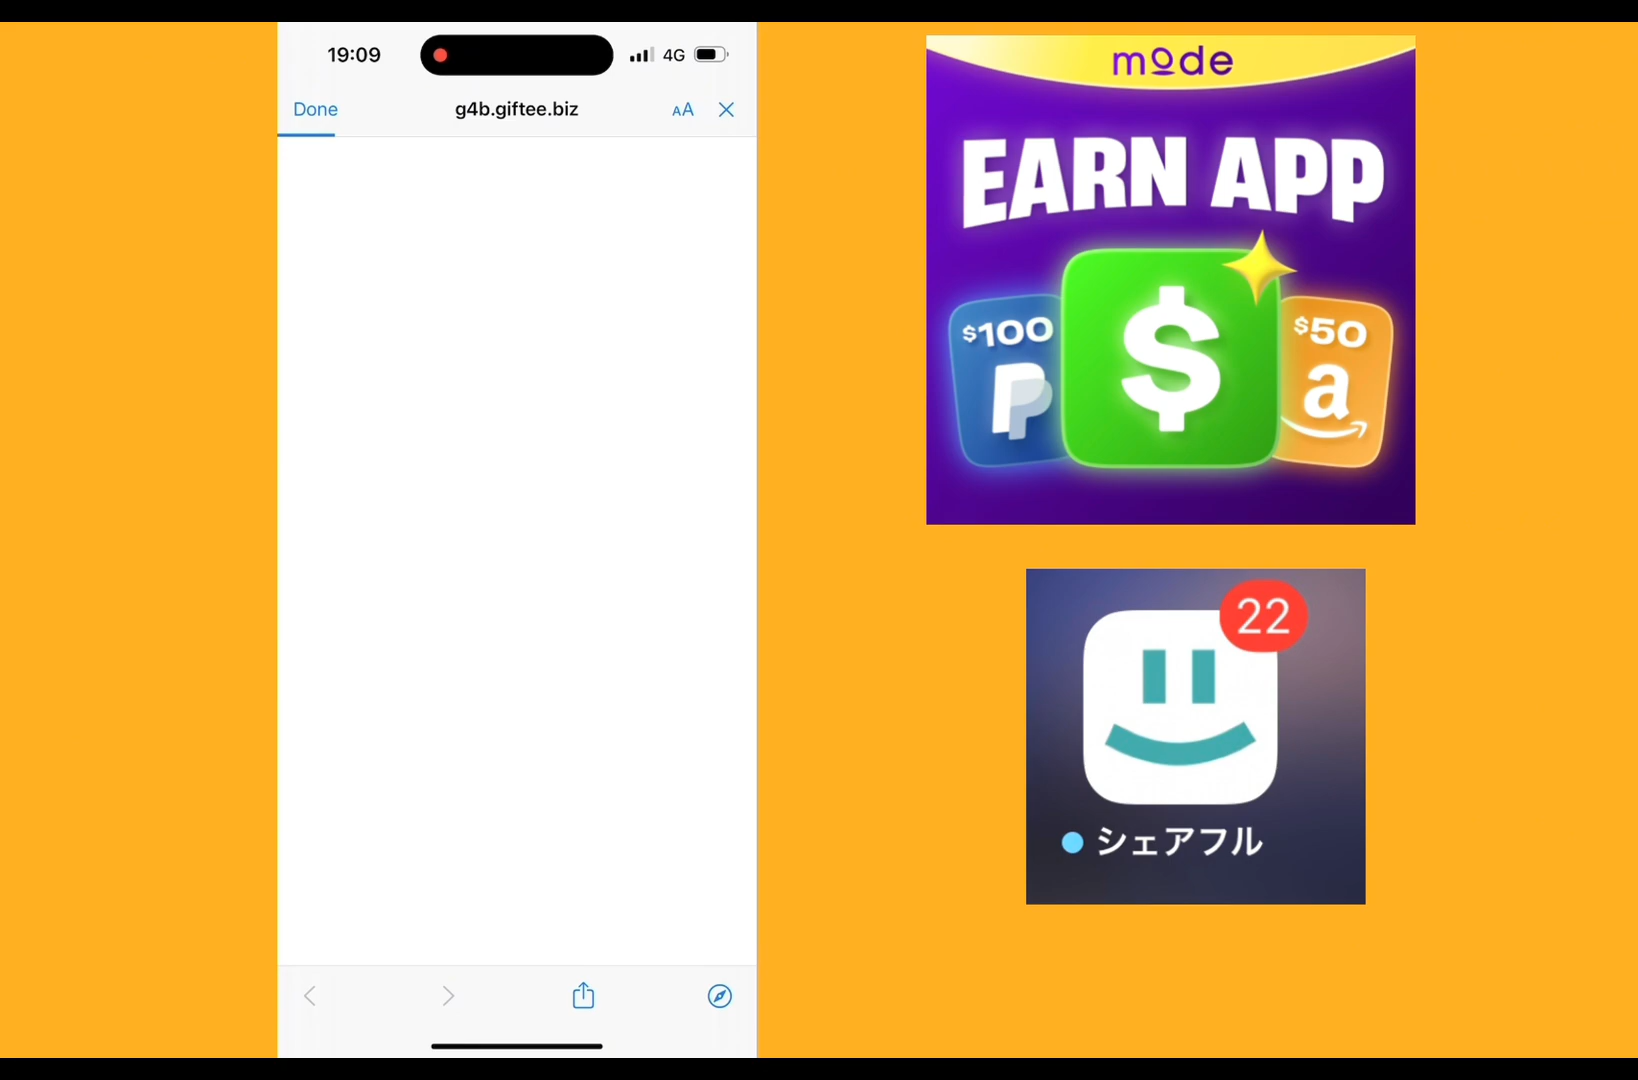 19:09
4G
Done
g4b.giftee.biz
AA
mode
EARN APP
$100
$
$50
a
22
シェアフル